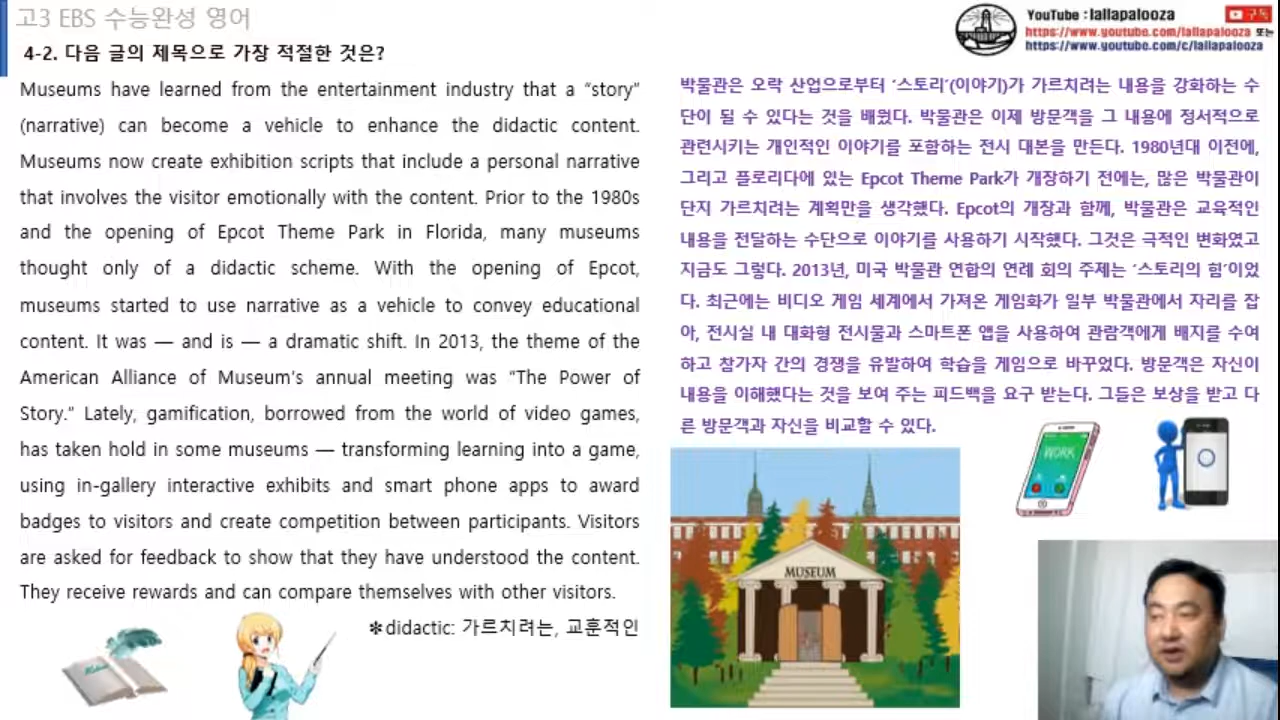 고3 EBS 수능완성 영어
4-2. 다음 글의 제목으로 가장 적절한 것은?
Museums have learned from the entertainment industry that a “story”
(narrative) can become a vehicle to enhance the didactic content.
Museums now create exhibition scripts that include a personal narrative
that involves the visitor emotionally with the content. Prior to the 1980s
and the opening of Epcot Theme Park in Florida, many museums
thought only of a didactic scheme. With the opening of Epcot,
museums started to use narrative as a vehicle to convey educational
content. It was — and is — a dramatic shift. In 2013, the theme of the
American Alliance of Museum’s annual meeting was “The Power of
Story.” Lately, gamification, borrowed from the world of video games,
has taken hold in some museums — transforming learning into a game,
using in-gallery interactive exhibits and smart phone apps to award
badges to visitors and create competition between participants. Visitors
are asked for feedback to show that they have understood the content.
They receive rewards and can compare themselves with other visitors.
✻didactic: 가르치려는, 교훈적인
YouTube : lallapalooza
구독
https://www.youtube.com/lallapalooza 또는
https://www.youtube.com/c/lallapalooza
박물관은 오락 산업으로부터 ‘스토리’(이야기)가 가르치려는 내용을 강화하는 수
단이 될 수 있다는 것을 배웠다. 박물관은 이제 방문객을 그 내용에 정서적으로
관련시키는 개인적인 이야기를 포함하는 전시 대본을 만든다. 1980년대 이전에,
그리고 플로리다에 있는 Epcot Theme Park가 개장하기 전에는, 많은 박물관이
단지 가르치려는 계획만을 생각했다. Epcot의 개장과 함께, 박물관은 교육적인
내용을 전달하는 수단으로 이야기를 사용하기 시작했다. 그것은 극적인 변화였고
지금도 그렇다. 2013년, 미국 박물관 연합의 연례 회의 주제는 ‘스토리의 힘’이었
다. 최근에는 비디오 게임 세계에서 가져온 게임화가 일부 박물관에서 자리를 잡
아, 전시실 내 대화형 전시물과 스마트폰 앱을 사용하여 관람객에게 배지를 수여
하고 참가자 간의 경쟁을 유발하여 학습을 게임으로 바꾸었다. 방문객은 자신이
내용을 이해했다는 것을 보여 주는 피드백을 요구 받는다. 그들은 보상을 받고 다
른 방문객과 자신을 비교할 수 있다.
WORK
MUSEUM